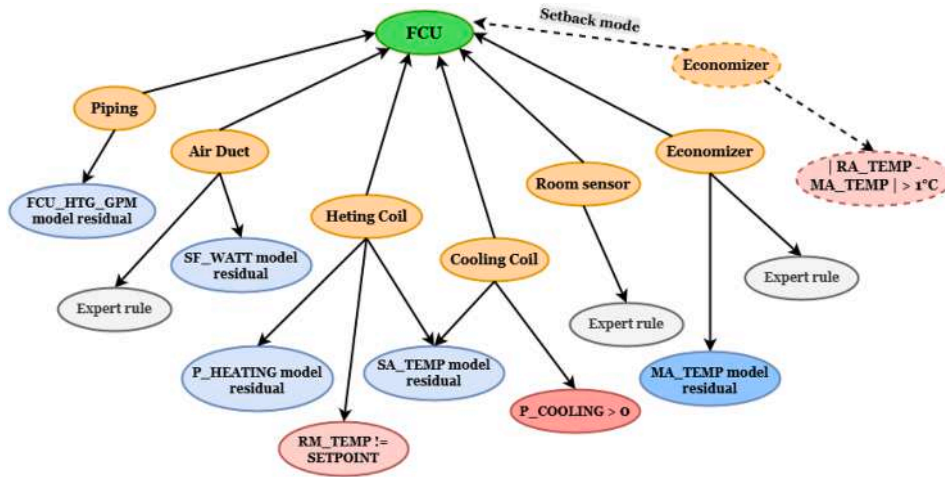 Setback mode
FCU
Economizer
Piping
Air Duct
Economizer
| RA_TEMP -
MA_TEMP | > 1°C
Room sensor
FCU_HTG_GPM
model residual
Heting Coil
SF_WATT model
residual
Cooling Coil
Expert rule
Expert rule
Expert rule
P_HEATING model
residual
SA_TEMP model
residual
MA_TEMP model
residual
P_COOLING > 0
RM_TEMP !=
SETPOINT